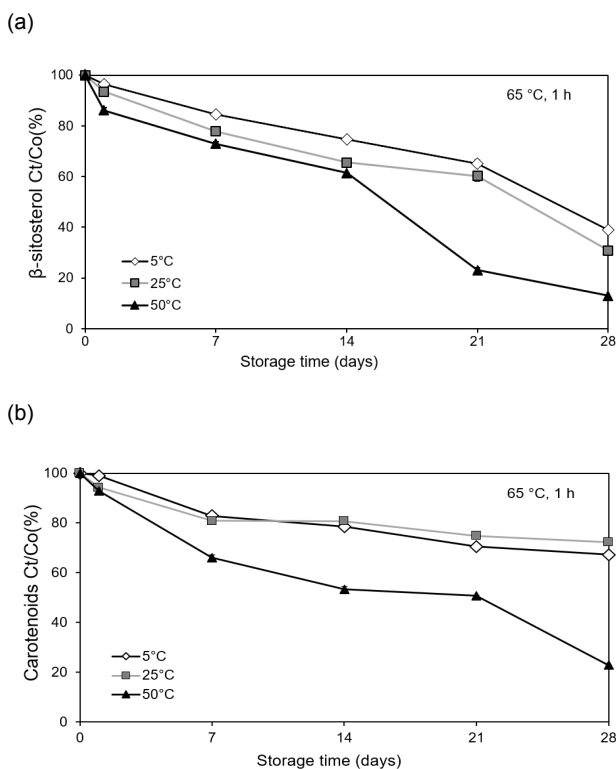 (a)
100
80
60
40
20
0
β-sitosterol Ct/Co(%)
65 °C, 1 h
5°C
25°C
50°C
0 7 14 21 28
Storage time (days)
(b)
100
80
60
40
20
0
Carotenoids Ct/Co(%)
65 °C, 1 h
5°C
25°C
50°C
0 7 14 21 28
Storage time (days)